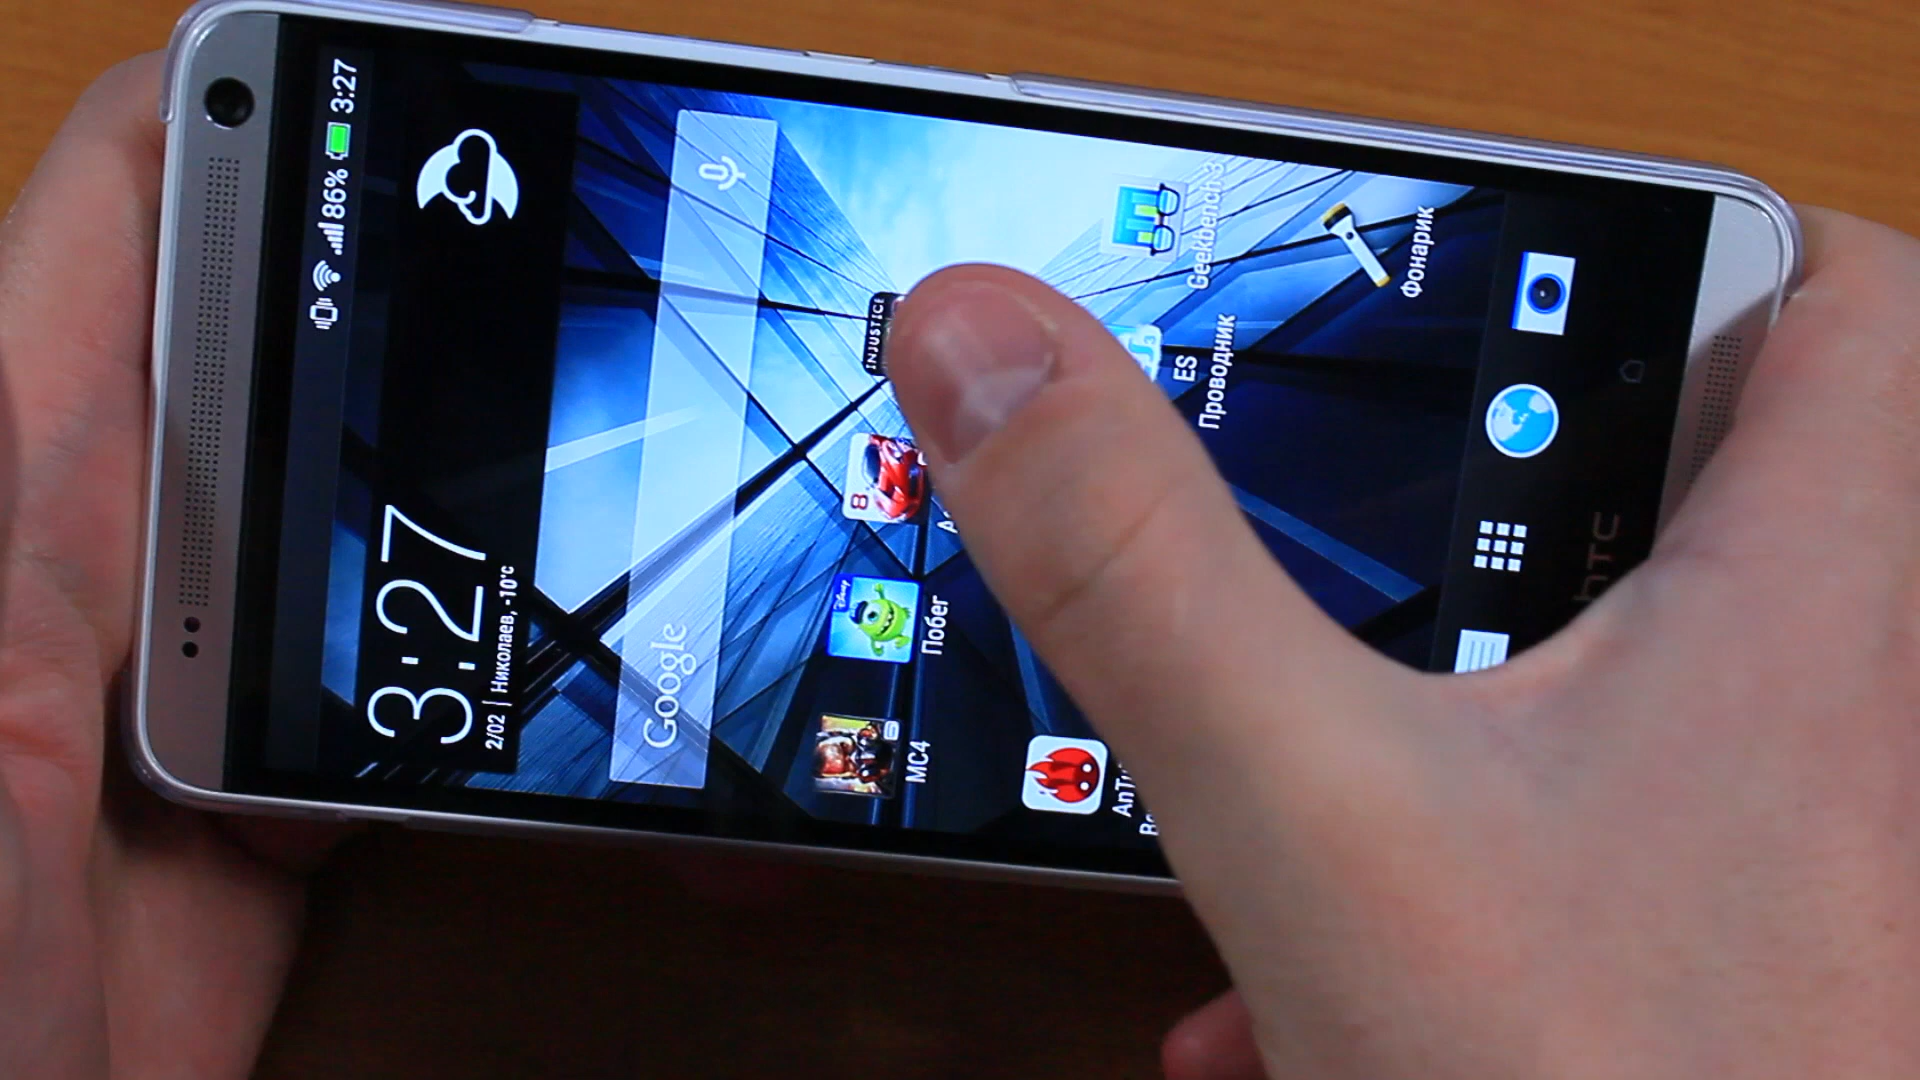 86% 3:27
3:27
2/02 | Николаев, -10°C
Google
MC4
Побег
8
INJUSTICE
Disney
ES
Проводник
Geekbench 3
Фонарик
hTC